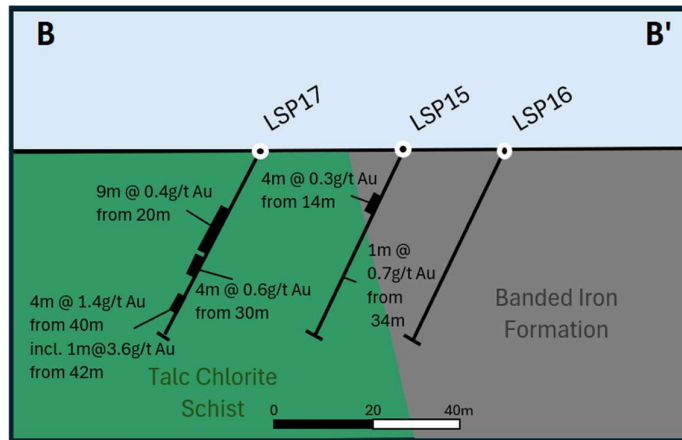 B
B'
LSP17
LSP15
LSP16
9m @ 0.4g/t Au
from 20m
4m @ 0.3g/t Au
from 14m
1m @
0.7g/t Au
from
34m
4m @ 0.6g/t Au
from 30m
4m @ 1.4g/t Au
from 40m
incl. 1m@3.6g/t Au
from 42m
Banded Iron
Formation
Talc Chlorite
Schist
0
20
40m